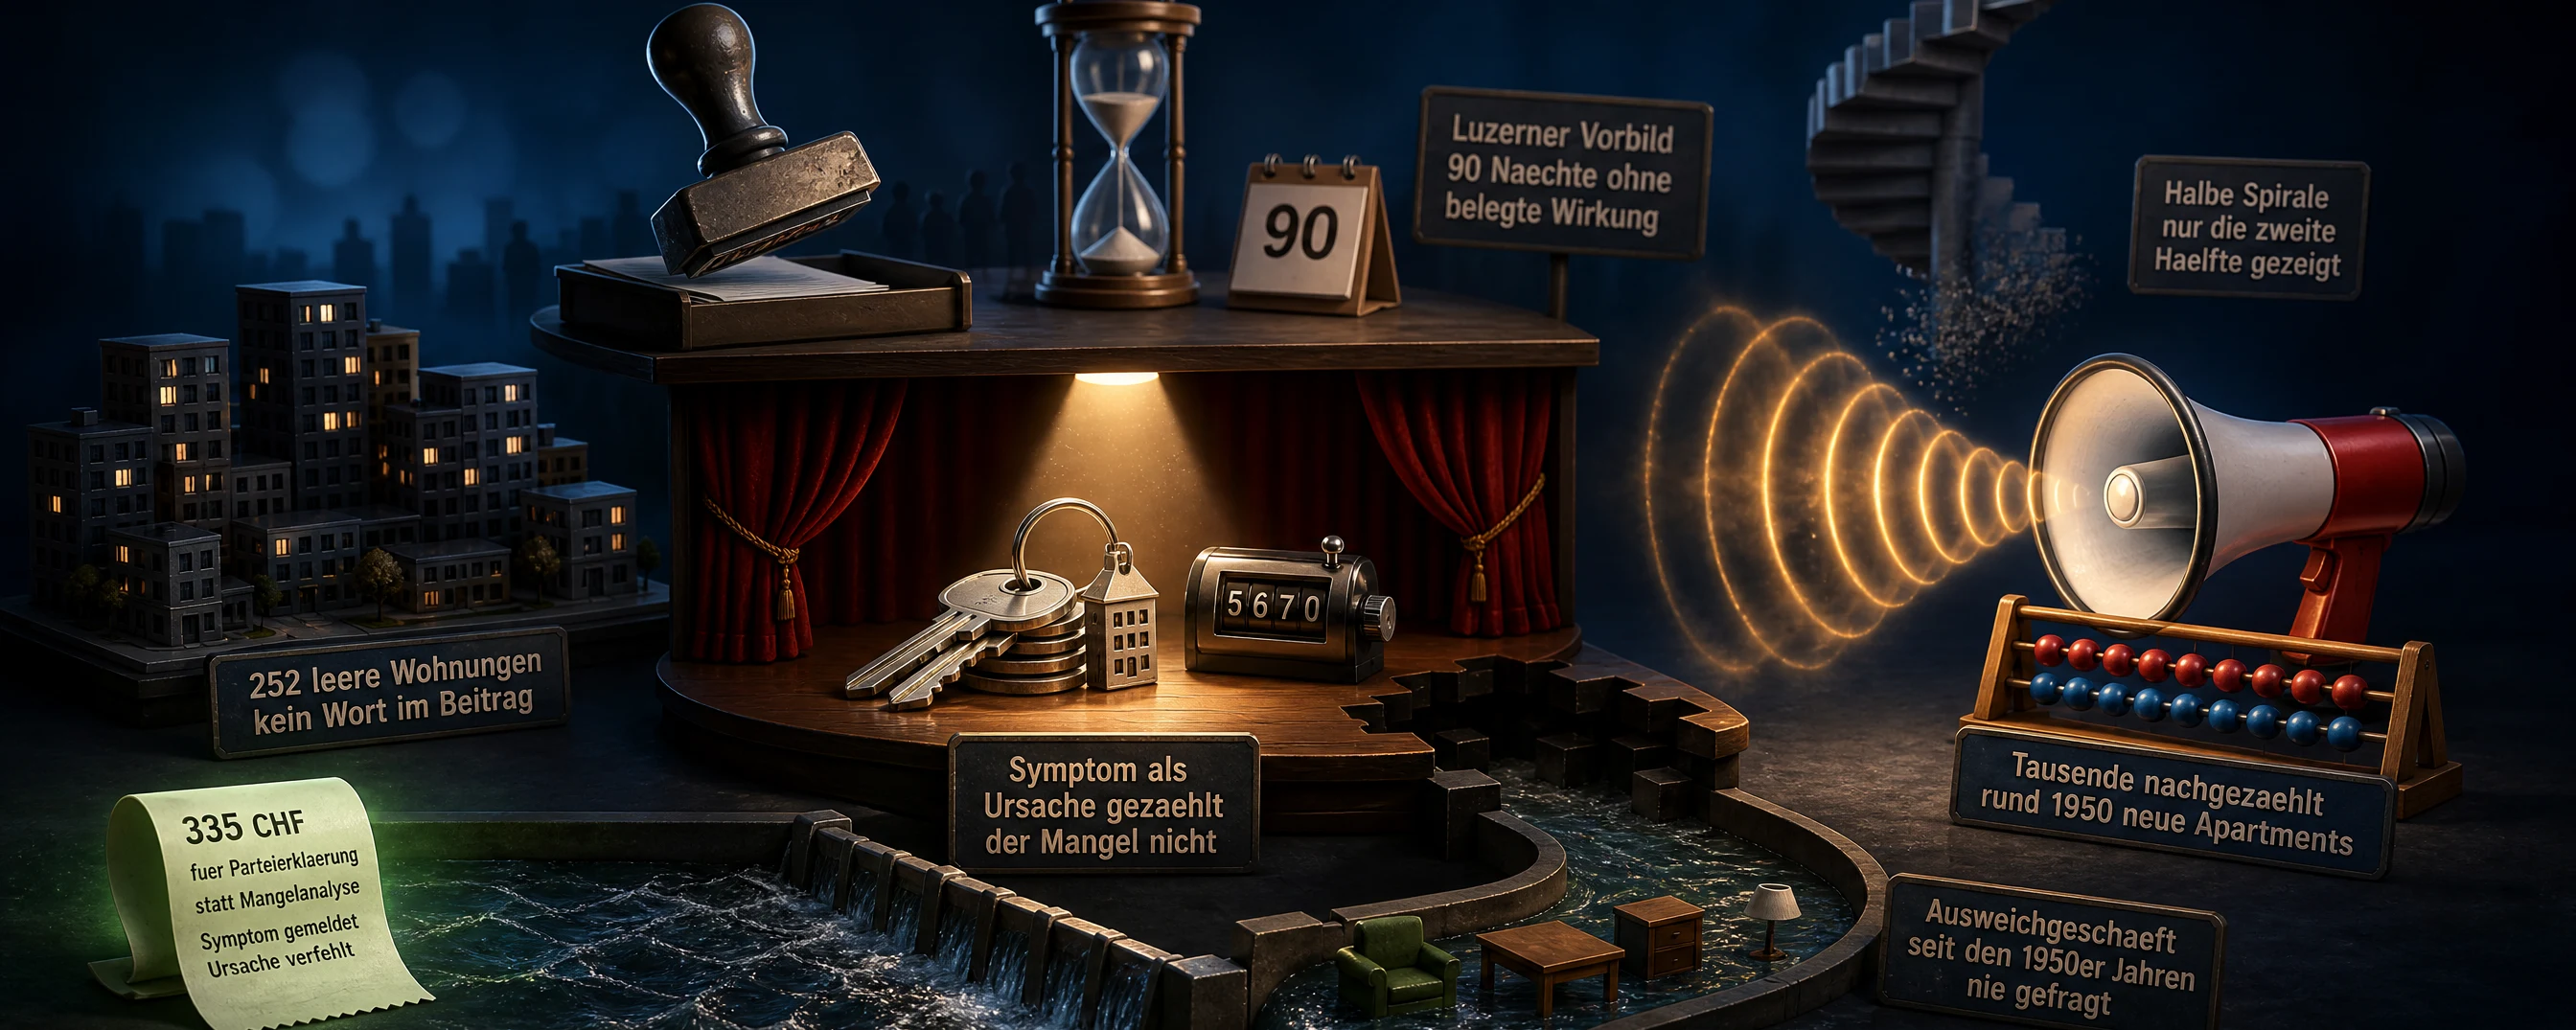 Luzerner Vorbild
90 Naechte ohne
belegte Wirkung
90
Halbe Spirale
nur die zweite
Haelfte gezeigt
5670
252 leere Wohnungen
kein Wort im Beitrag
Symptom als
Ursache gezaehlt
der Mangel nicht
Tausende nachgezaehlt
rund 1950 neue Apartments
335 CHF
fuer Parteierklaerung
statt Mangelanalyse
Symptom gemeldet
Ursache verfehlt
Ausweichgeschaeft
seit den 1950er Jahren
nie gefragt